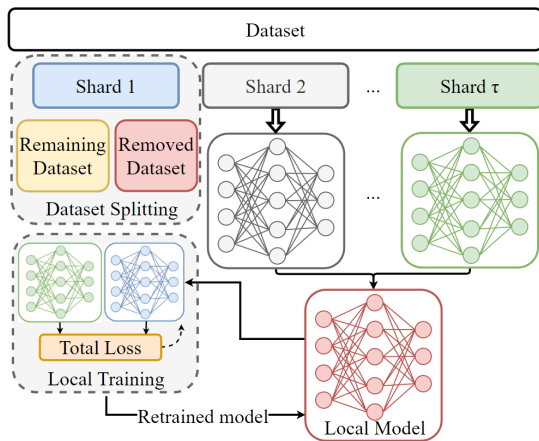 Dataset
Shard 1
Shard 2
...
Shard τ
Remaining
Dataset
Removed
Dataset
Dataset Splitting
...
Total Loss
Local Training
Retrained model
Local Model